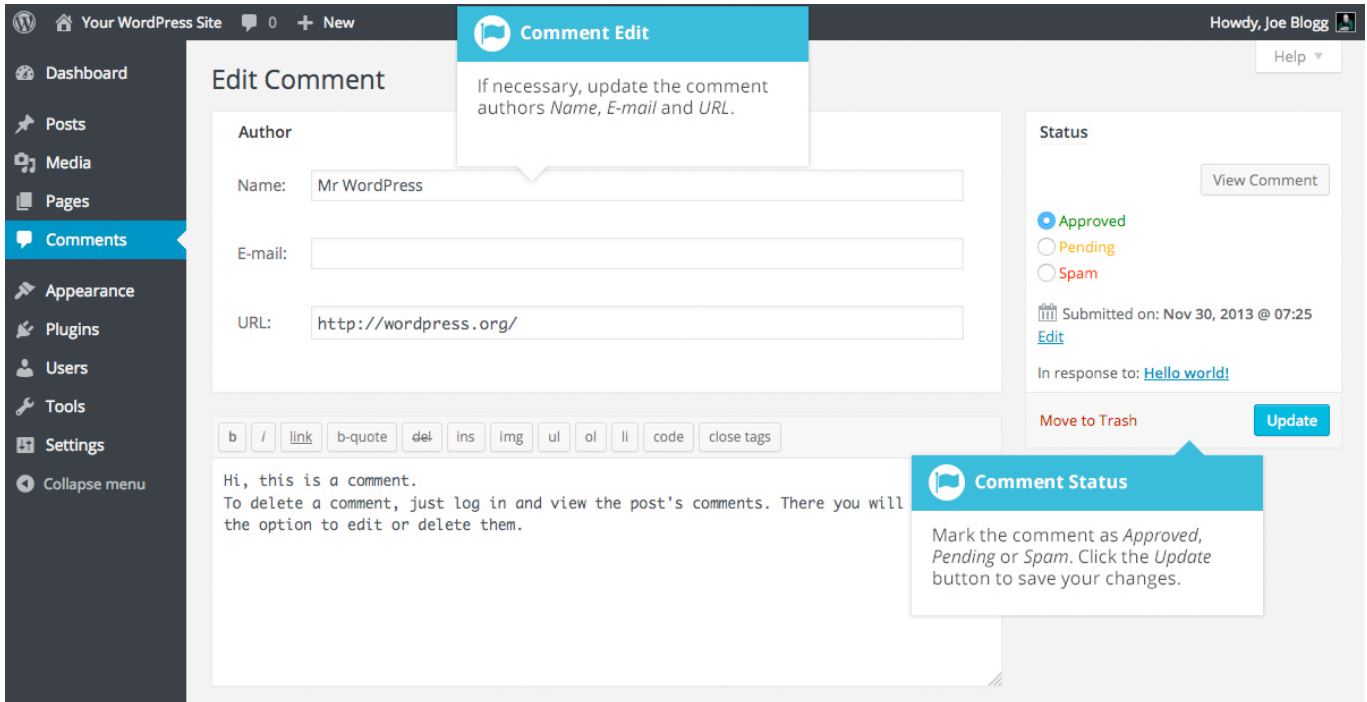 Your WordPress Site 0 + New
Howdy, Joe Blogg
Help
Dashboard
Posts
Media
Pages
Comments
Appearance
Plugins
Users
Tools
Settings
Collapse menu
Edit Comment
Comment Edit
If necessary, update the comment
authors Name, E-mail and URL.
Author
Name: Mr WordPress
E-mail:
URL: http://wordpress.org/
b i link b-quote del ins img ul ol li code close tags
Hi, this is a comment.
To delete a comment, just log in and view the post's comments. There you will
the option to edit or delete them.
Status
View Comment
Approved
Pending
Spam
Submitted on: Nov 30, 2013 @ 07:25
Edit
In response to: Hello world!
Move to Trash Update
Comment Status
Mark the comment as Approved,
Pending or Spam. Click the Update
button to save your changes.